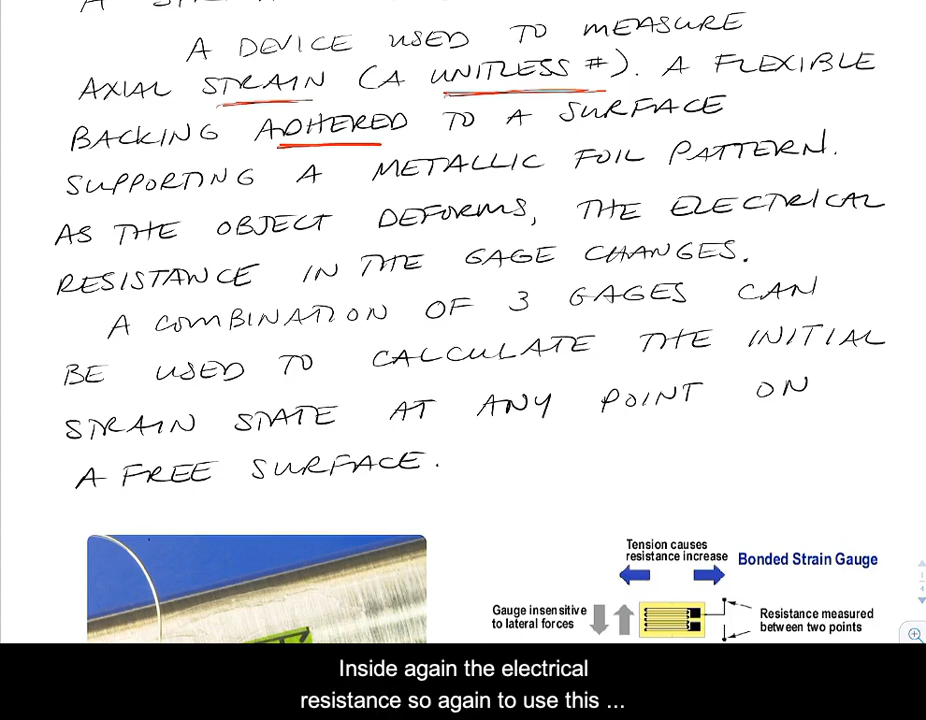 A DEVICE USED TO MEASURE
AXIAL STRAIN (A UNITLESS #). A FLEXIBLE
BACKING ADHERED TO A SURFACE
SUPPORTING A METALLIC FOIL PATTERN.
AS THE OBJECT DEFORMS, THE ELECTRICAL
RESISTANCE IN THE GAGE CHANGES.
A COMBINATION OF 3 GAGES CAN
BE USED TO CALCULATE THE INITIAL
STRAIN STATE AT ANY POINT ON
A FREE SURFACE.
Tension causes
resistance increase
Bonded Strain Gauge
Gauge insensitive
to lateral forces
Resistance measured
between two points
Inside again the electrical
resistance so again to use this ...